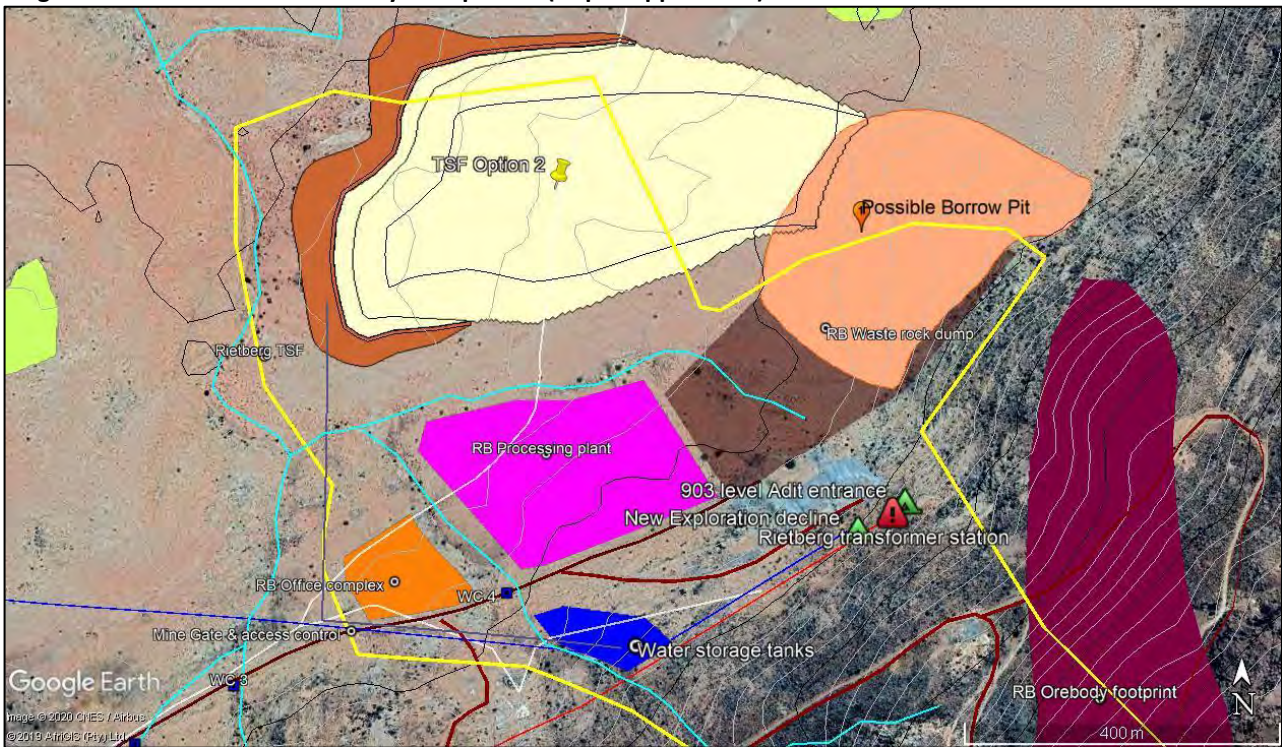 TSF Option 2
Possible Borrow Pit
RB Waste rock dump
Rietberg TSF
RB Processing plant
903 level Adit entrance
New Exploration decline
Rietberg transformer station
RB Office complex
WC 4
Mine Gate & access control
Water storage tanks
WC 3
Google Earth
RB Orebody footprint
N
Image © 2020 CNES / Airbus
© 2019 AfriGIS (Pty) Ltd.
400 m